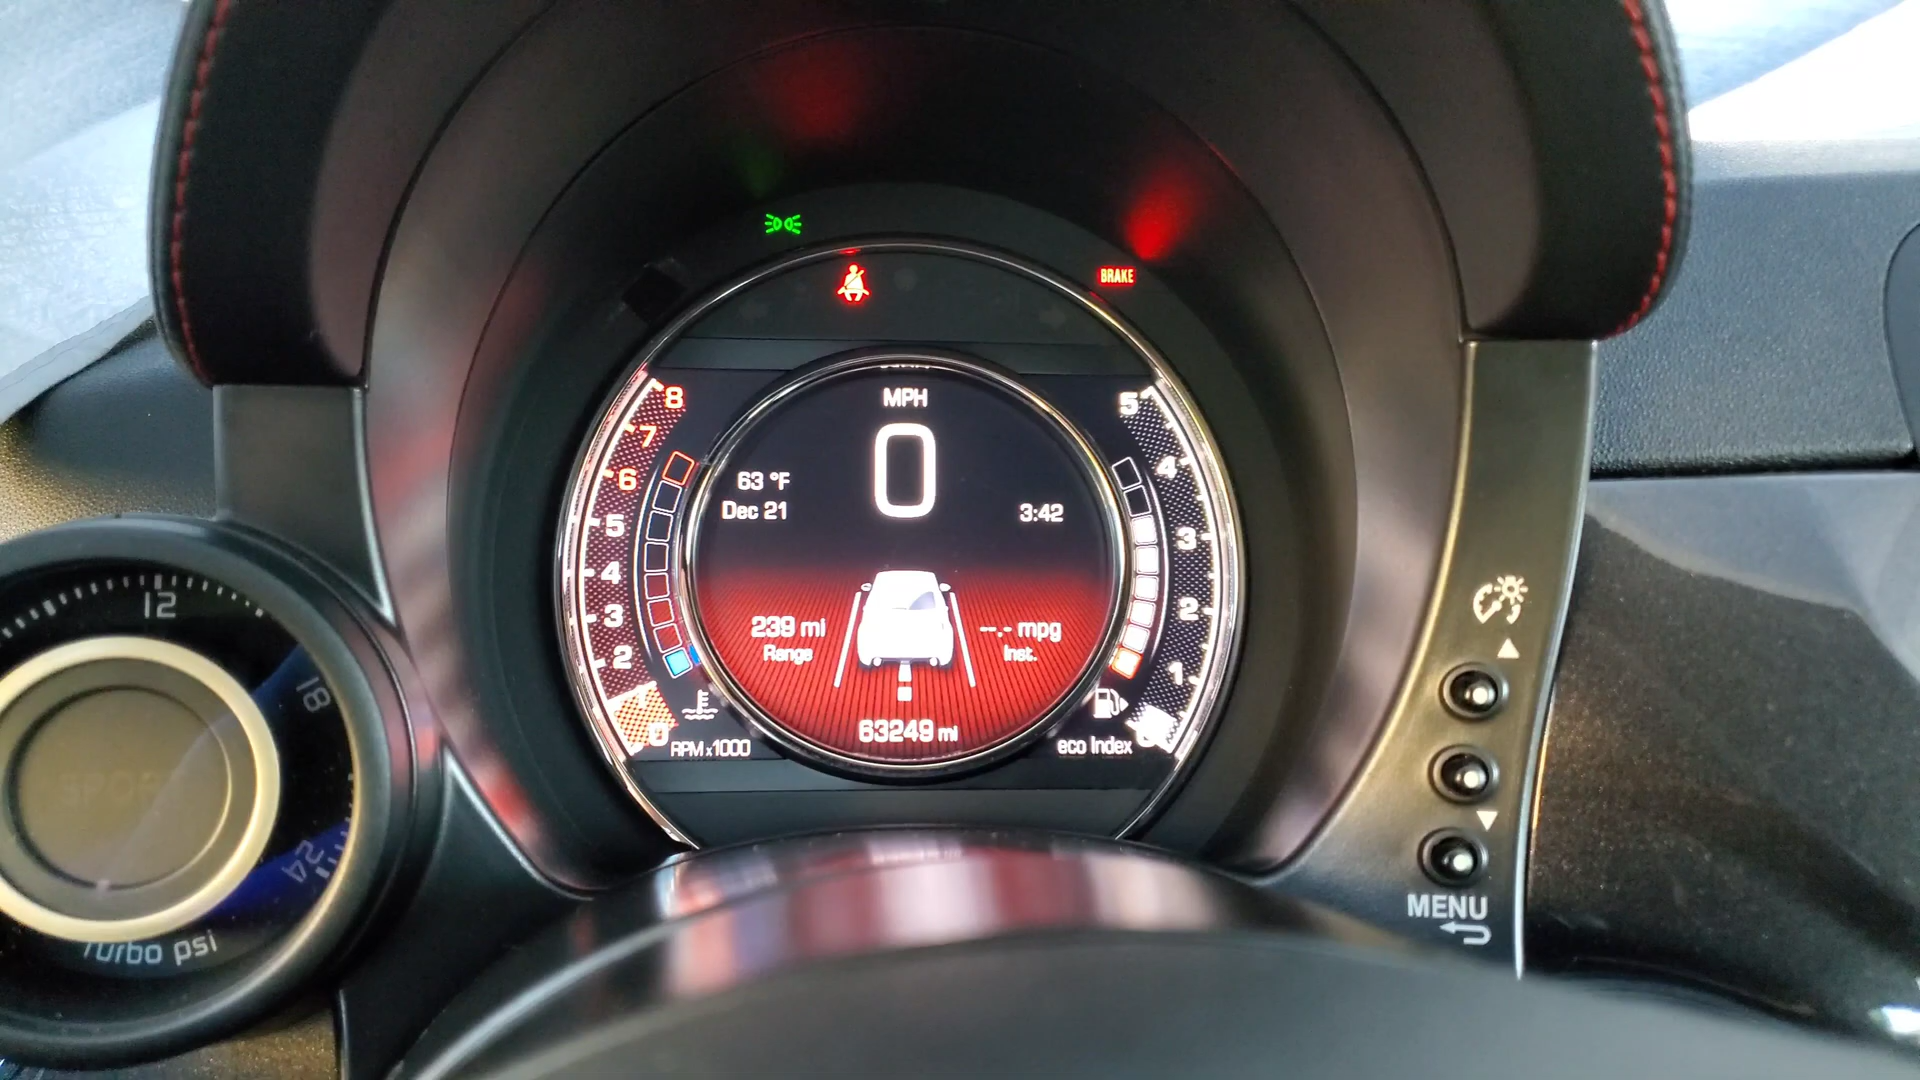 BRAKE
MPH
0
63 °F
Dec 21
3:42
239 mi
Range
--.- mpg
Inst.
63249 mi
8
7
6
5
4
3
2
1
0
RPM x1000
5
4
3
2
1
eco Index
12
18
24
Turbo psi
MENU